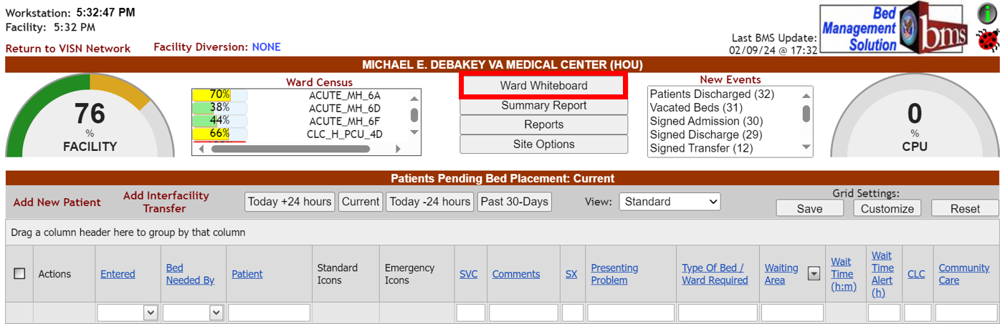 Workstation: 5:32:47 PM
Facility: 5:32 PM
Return to VISN Network
Facility Diversion: NONE
Last BMS Update:
02/09/24 @ 17:32
Bed
Management
Solution
bms
i
MICHAEL E. DEBAKEY VA MEDICAL CENTER (HOU)
76
%
FACILITY
Ward Census
70% ACUTE_MH_6A
38% ACUTE_MH_6D
44% ACUTE_MH_6F
66% CLC_H_PCU_4D
Ward Whiteboard
Summary Report
Reports
Site Options
New Events
Patients Discharged (32)
Vacated Beds (31)
Signed Admission (30)
Signed Discharge (29)
Signed Transfer (12)
0
%
CPU
Patients Pending Bed Placement: Current
Add New Patient
Add Interfacility
Transfer
Today +24 hours
Current
Today -24 hours
Past 30-Days
View: Standard
Grid Settings:
Save
Customize
Reset
Drag a column header here to group by that column
Actions
Entered
Bed
Needed By
Patient
Standard
Icons
Emergency
Icons
SVC
Comments
SX
Presenting
Problem
Type Of Bed /
Ward Required
Waiting
Area
Wait
Time
(h:m)
Wait
Time
Alert
(h)
CLC
Community
Care